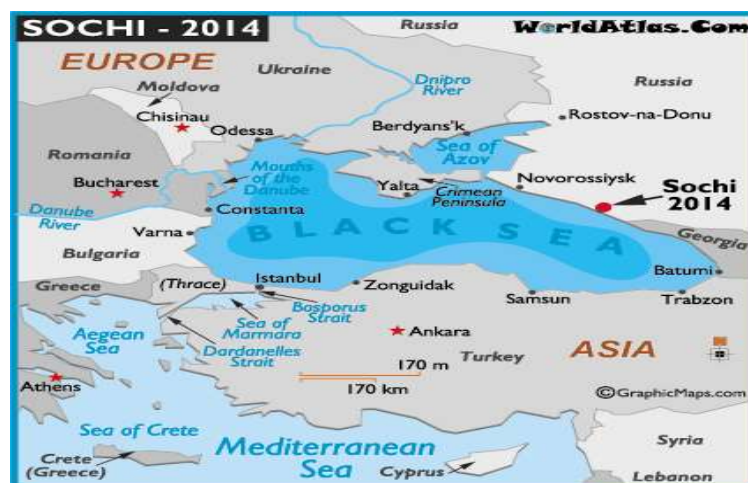 SOCHI - 2014
WorldAtlas.Com
EUROPE
Russia
Ukraine
Moldova
Dnipro
River
Russia
Chisinau
Odessa
Berdyans'k
Rostov-na-Donu
Sea of
Azov
Romania
Mouths
of the
Danube
Bucharest
Yalta
Crimean
Peninsula
Novorossiysk
Sochi
2014
Danube
River
Constanta
Varna
BLACK SEA
Georgia
Bulgaria
Batumi
Greece
(Thrace)
Istanbul
Zonguidak
Samsun
Trabzon
Bosporus
Strait
Sea of
Marmara
Aegean
Sea
Dardanelles
Strait
Ankara
ASIA
Turkey
170 m
170 km
Athens
©GraphicMaps.com
Sea of Crete
Mediterranean
Sea
Crete
(Greece)
Cyprus
Syria
Lebanon